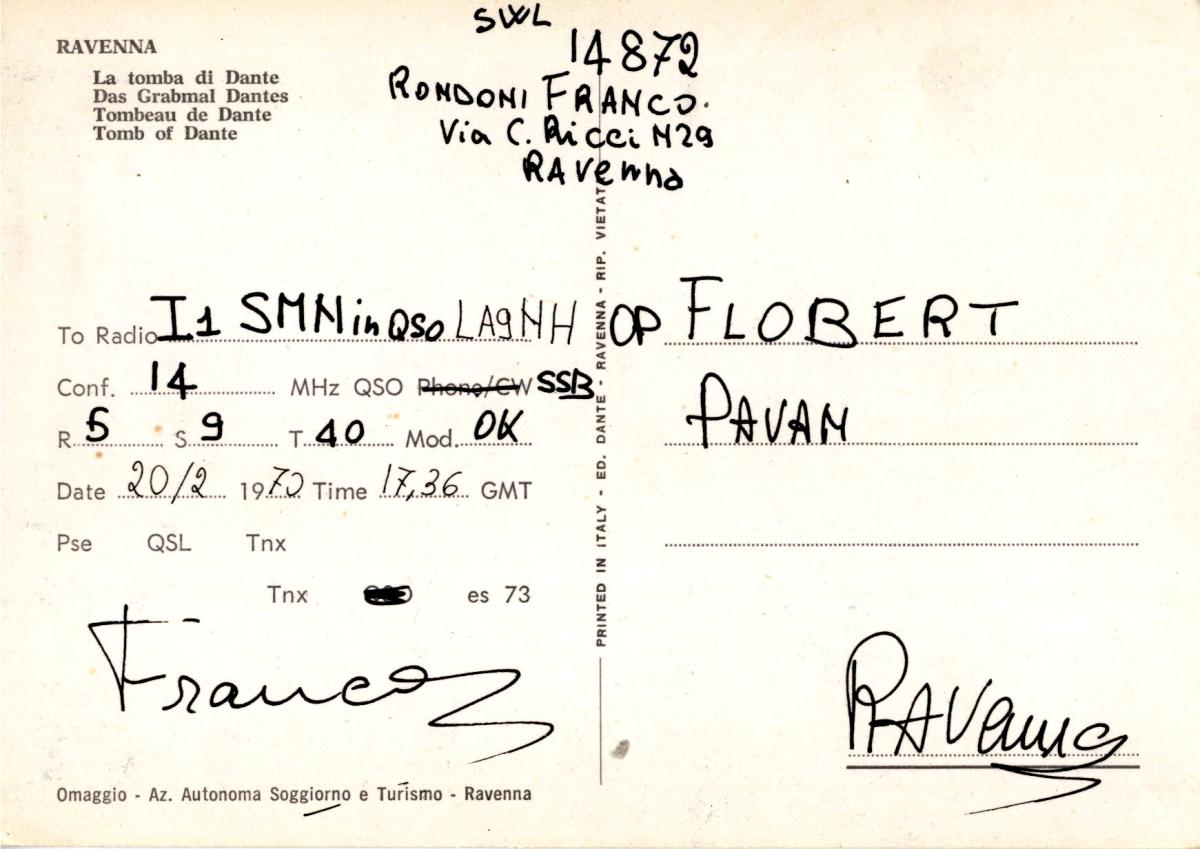 SWL
14872
RONDONI FRANCO.
Via C. Ricci N29
RAVenna
RAVENNA
La tomba di Dante
Das Grabmal Dantes
Tombeau de Dante
Tomb of Dante
To Radio I1 SMN in QSO LA9NH OP FLOBERT
Conf. 14 MHz QSO Phone/CW SSB
PAVAN
R 5 S 9 T 40 Mod. OK
Date 20/2 1970 Time 17,36 GMT
Pse QSL Tnx
Tnx es 73
Franco
RAVenna
Omaggio - Az. Autonoma Soggiorno e Turismo - Ravenna
PRINTED IN ITALY - ED. DANTE - RAVENNA - RIP. VIETAT